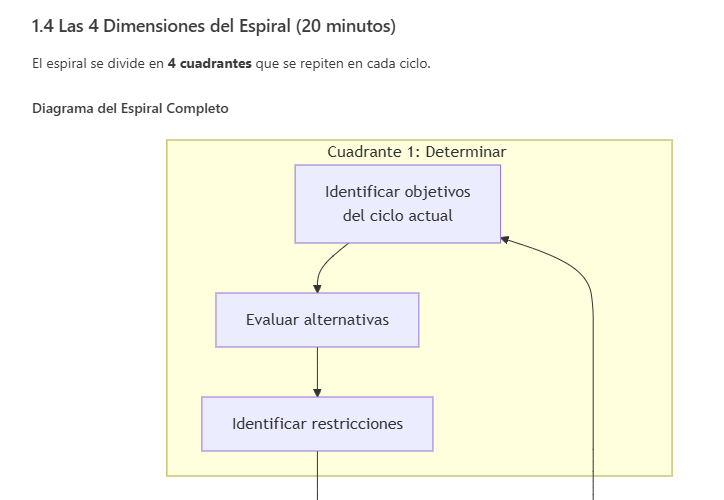 1.4 Las 4 Dimensiones del Espiral (20 minutos)
El espiral se divide en 4 cuadrantes que se repiten en cada ciclo.
Diagrama del Espiral Completo
Cuadrante 1: Determinar
Identificar objetivos
del ciclo actual
Evaluar alternativas
Identificar restricciones